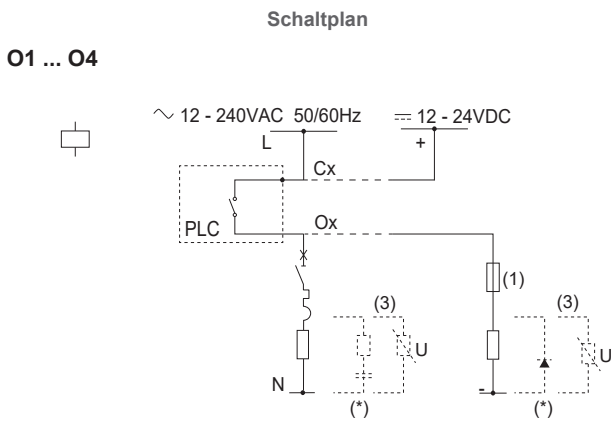 Schaltplan
O1 ... O4
12 - 240VAC 50/60Hz
12 - 24VDC
L
+
Cx
PLC
Ox
(1)
(3)
(3)
U
U
N
-
(*)
(*)